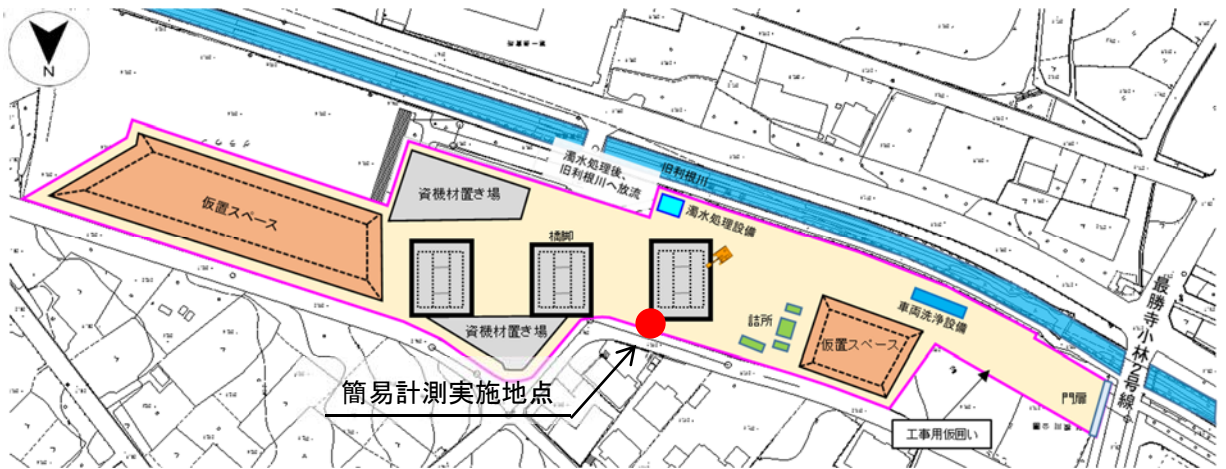 N
濁水処理後、
旧利根川へ放流
旧利根川
資機材置き場
仮置スペース
濁水処理設備
橋脚
最勝寺小林2号線
車両洗浄設備
詰所
資機材置き場
仮置スペース
簡易計測実施地点
門扉
工事用仮囲い